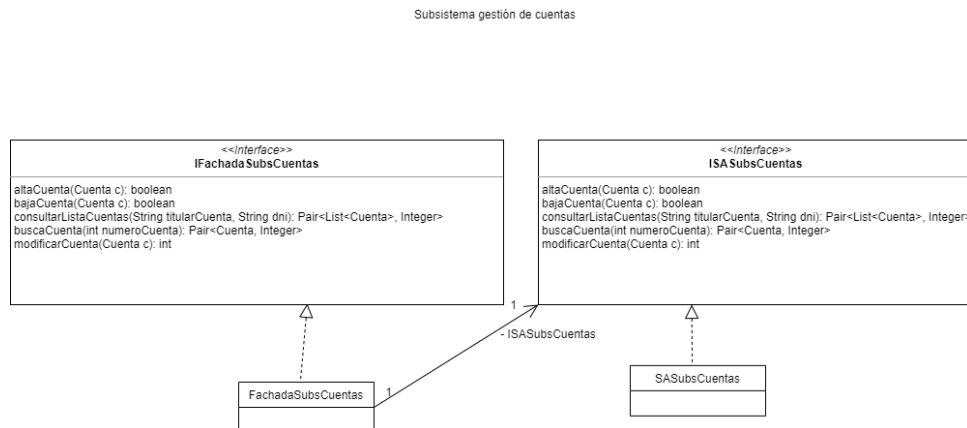 Subsistema gestión de cuentas
<<Interface>>
IFachadaSubsCuentas
altaCuenta(Cuenta c): boolean
bajaCuenta(Cuenta c): boolean
consultarListaCuentas(String titularCuenta, String dni): Pair<List<Cuenta>, Integer>
buscaCuenta(int numeroCuenta): Pair<Cuenta, Integer>
modificarCuenta(Cuenta c): int
<<Interface>>
ISASubsCuentas
altaCuenta(Cuenta c): boolean
bajaCuenta(Cuenta c): boolean
consultarListaCuentas(String titularCuenta, String dni): Pair<List<Cuenta>, Integer>
buscaCuenta(int numeroCuenta): Pair<Cuenta, Integer>
modificarCuenta(Cuenta c): int
1
- ISASubsCuentas
1
FachadaSubsCuentas
SASubsCuentas